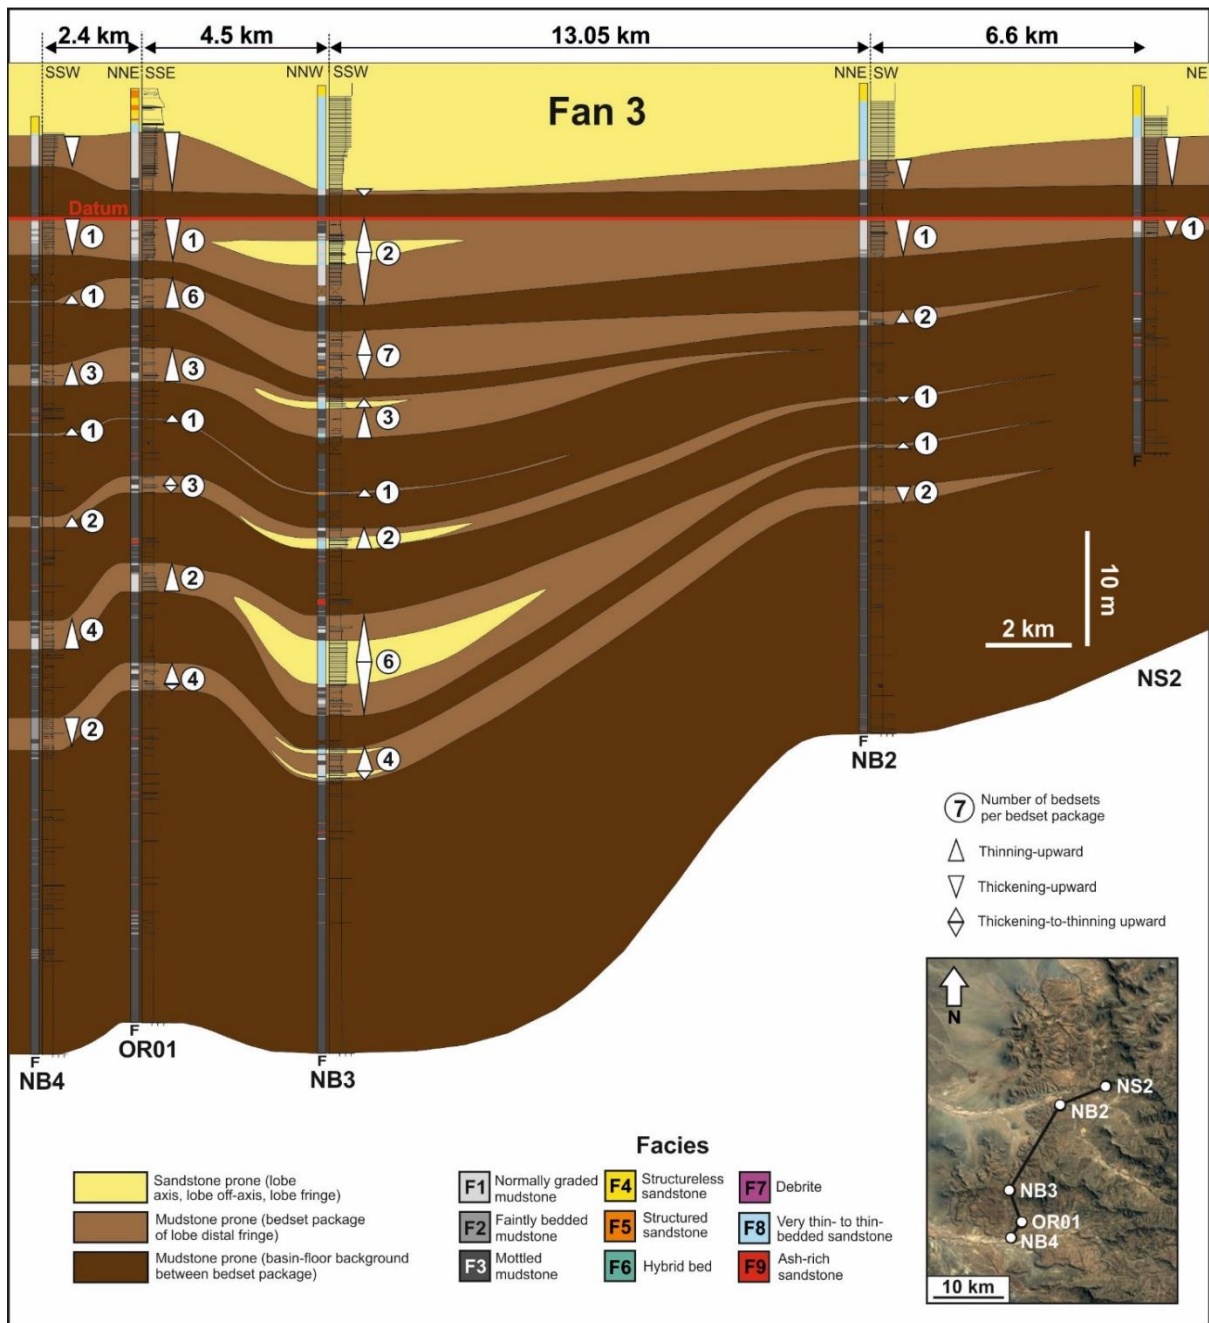 2.4 km 4.5 km 13.05 km 6.6 km
SSW NNE SSE NNW SSW NNE SW NE
Fan 3
Datum
1 1 2 1 1
1 6 7 2
3 3 3 1
1 1 1 1
2 3 2 2
4 2 6
2 4 4
10 m
2 km
F
NS2
F
NB2
F
OR01
F
NB4
F
NB3
7 Number of bedsets
per bedset package
Thinning-upward
Thickening-upward
Thickening-to-thinning upward
N
NS2
NB2
NB3
OR01
NB4
10 km
Sandstone prone (lobe
axis, lobe off-axis, lobe fringe)
Mudstone prone (bedset package
of lobe distal fringe)
Mudstone prone (basin-floor background
between bedset package)
Facies
F1 Normally graded
mudstone
F2 Faintly bedded
mudstone
F3 Mottled
mudstone
F4 Structureless
sandstone
F5 Structured
sandstone
F6 Hybrid bed
F7 Debrite
F8 Very thin- to thin-
bedded sandstone
F9 Ash-rich
sandstone